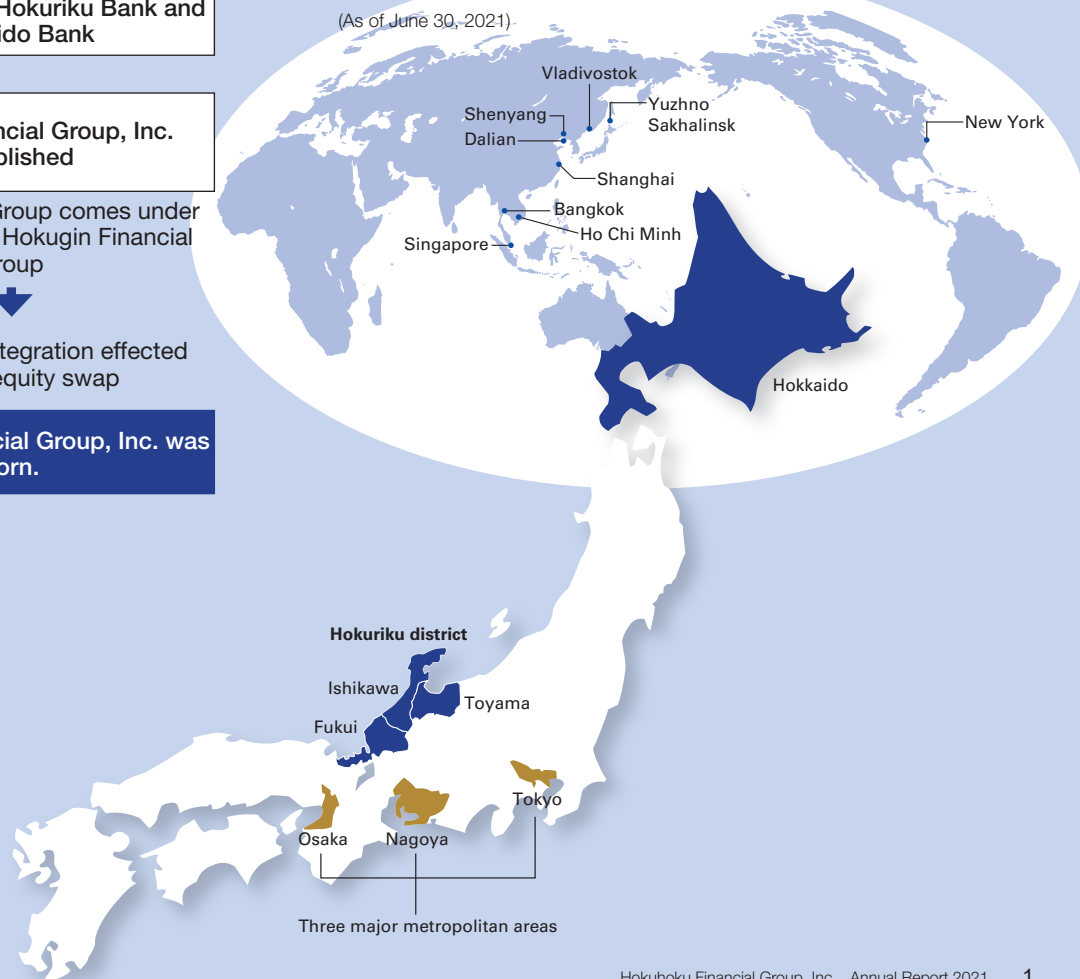 Hokuriku Bank and
ido Bank
ncial Group, Inc.
blished
Group comes under
Hokugin Financial
roup
tegration effected
equity swap
cial Group, Inc. was
orn.
(As of June 30, 2021)
Vladivostok
Shenyang
Yuzhno
Sakhalinsk
Dalian
New York
Shanghai
Bangkok
Ho Chi Minh
Singapore
Hokkaido
Hokuriku district
Ishikawa
Toyama
Fukui
Tokyo
Osaka
Nagoya
Three major metropolitan areas
Hokuhoku Financial Group, Inc. Annual Report 2021 1